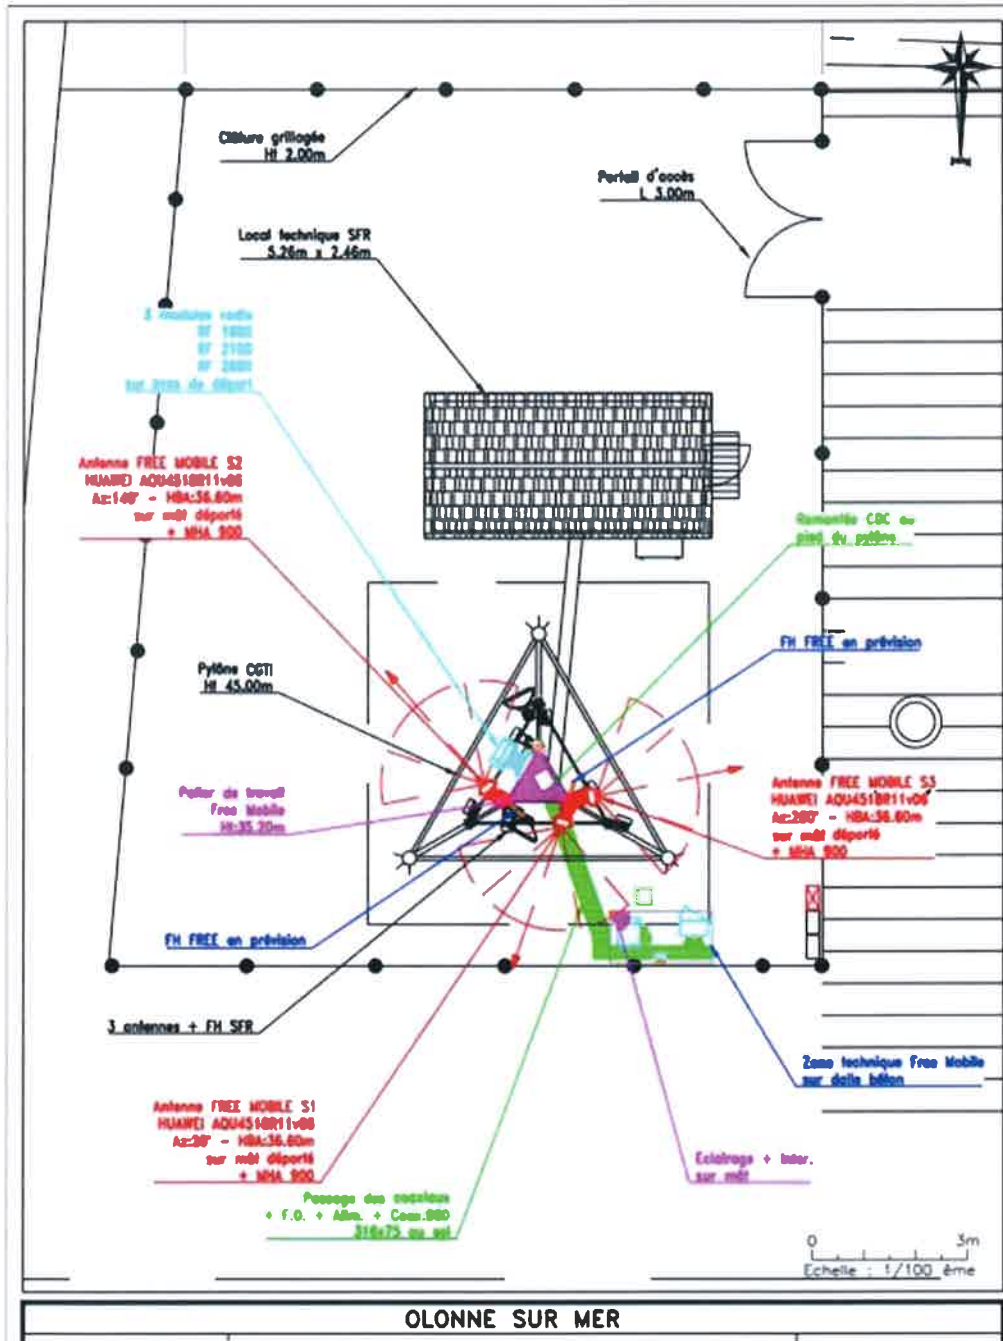 Clôture grillagée
Ht 2.00m
Portail d'accès
L 3.00m
Nord
Local technique SFR
5.26m x 2.46m
3 modules radio
RF 1800
RF 2100
RF 2600
sur bras de déport
Antenne FREE MOBILE S2
HUAWEI AQU4518R11v06
Az:140° - HBA:36.60m
sur mât déporté
+ MHA 900
Remontée CDC au
pied du pylône
FH FREE en prévision
Pylône CGTI
Ht 45.00m
Palier de travail
Free Mobile
Ht:35.20m
Antenne FREE MOBILE S3
HUAWEI AQU4518R11v06
Az:260° - HBA:36.60m
sur mât déporté
+ MHA 900
FH FREE en prévision
3 antennes + FH SFR
Zone technique Free Mobile
sur dalle béton
Antenne FREE MOBILE S1
HUAWEI AQU4518R11v06
HBA:36.60m
sur mât déporté
+ MHA 900
Eclairage + Inter.
sur mât
Passage des coaxiaux
+ F.O. + Alim. +
316x75 au sol
0 3m
Echelle : 1/100 ème
OLONNE SUR MER